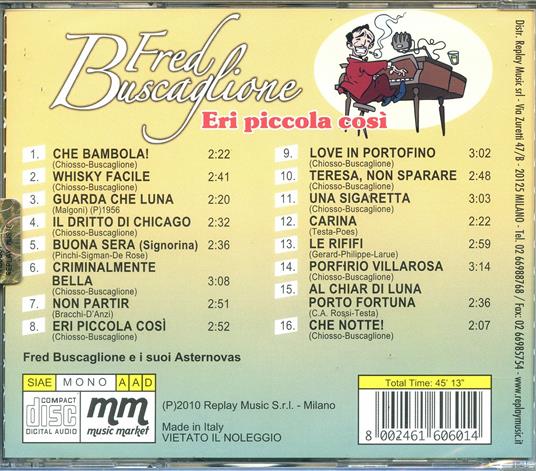 Fred
Buscaglione
Eri piccola così
1. CHE BAMBOLA! 2:22
(Chiosso-Buscaglione)
2. WHISKY FACILE 2:41
(Chiosso-Buscaglione)
3. GUARDA CHE LUNA 2:20
(Malgoni) (P)1956
4. IL DRITTO DI CHICAGO 2:32
(Chiosso-Buscaglione)
5. BUONA SERA (Signorina) 2:36
(Pinchi-Sigman-De Rose)
6. CRIMINALMENTE
BELLA 3:08
(Chiosso-Buscaglione)
7. NON PARTIR 2:51
(Bracchi-D'Anzi)
8. ERI PICCOLA COSÌ 2:52
(Chiosso-Buscaglione)
9. LOVE IN PORTOFINO 3:02
(Chiosso-Buscaglione)
10. TERESA, NON SPARARE 2:48
(Chiosso-Buscaglione)
11. UNA SIGARETTA 3:03
(Chiosso-Buscaglione)
12. CARINA 2:22
(Testa-Poes)
13. LE RIFIFI 2:59
(Gerard-Philippe-Larue)
14. PORFIRIO VILLAROSA 3:14
(Chiosso-Buscaglione)
15. AL CHIAR DI LUNA
PORTO FORTUNA 2:36
(C.A. Rossi-Testa)
16. CHE NOTTE! 2:07
(Chiosso-Buscaglione)
Fred Buscaglione e i suoi Asternovas
SIAE MONO A A D
COMPACT
disc
DIGITAL AUDIO
mm
music market
(P)2010 Replay Music S.r.l. - Milano
Made in Italy
VIETATO IL NOLEGGIO
Total Time: 45' 13"
8 002461 606014
Distr. Replay Music srl - Via Zuretti 47/B - 20125 MILANO - Tel. 02 66988768 / Fax: 02 66985754 - www.replaymusic.it